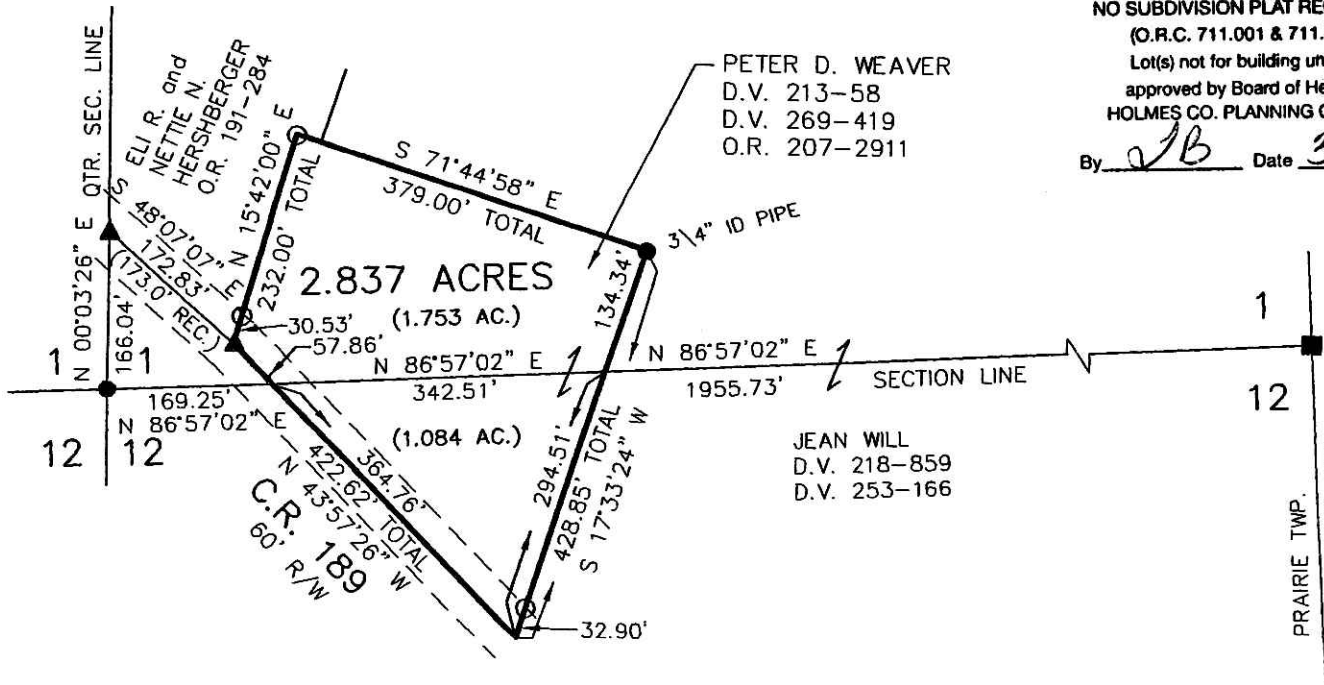 NO SUBDIVISION PLAT
(O.R.C. 711.001 & 711.
Lot(s) not for building
approved by Board of
HOLMES CO. PLANNING
By JB Date 3
QTR. SEC. LINE
N 00°03'26" E
166.04'
ELI R. and
NETTIE N.
HERSHBERGER
O.R. 191-284
S 48°07'07" E
172.83'
(173.0' REC.)
N 15°42'00" E
232.00' TOTAL
S 71°44'58" E
379.00' TOTAL
PETER D. WEAVER
D.V. 213-58
D.V. 269-419
O.R. 207-2911
3\4" ID PIPE
2.837 ACRES
(1.753 AC.)
30.53'
57.86'
134.34'
N 86°57'02" E
342.51'
N 86°57'02" E
1955.73'
SECTION LINE
1 1
12 12
169.25'
N 86°57'02" E
(1.084 AC.)
364.76'
422.62' TOTAL
N 43°57'26" W
C.R. 189
60' R/W
294.51'
428.85' TOTAL
S 17°33'24" W
32.90'
JEAN WILL
D.V. 218-859
D.V. 253-166
1
12
PRAIRIE TWP.